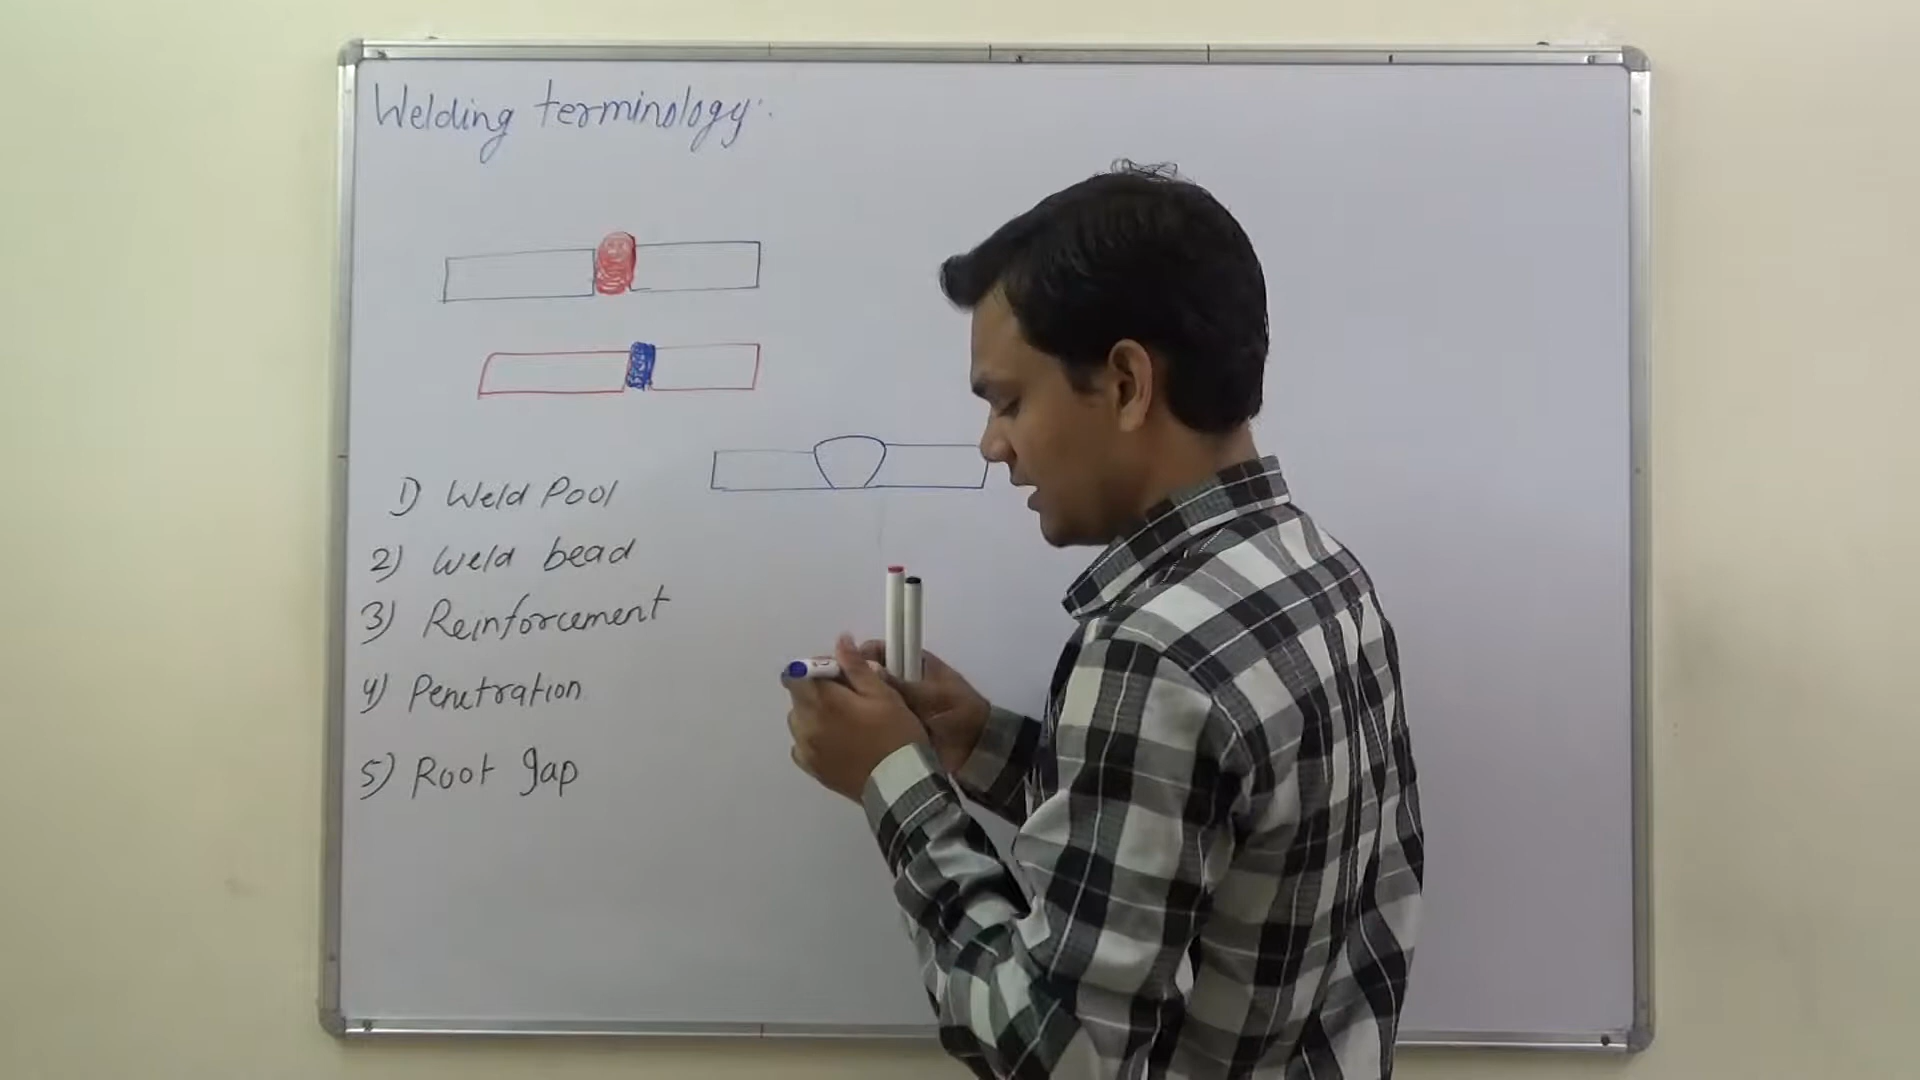 Welding terminology:
1) Weld Pool
2) Weld bead
3) Reinforcement
4) Penetration
5) Root gap